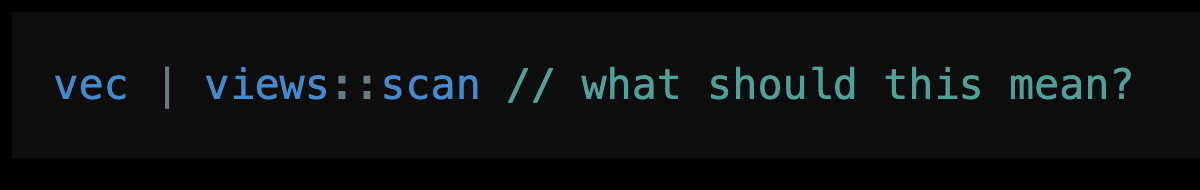 vec | views::scan // what should this mean?